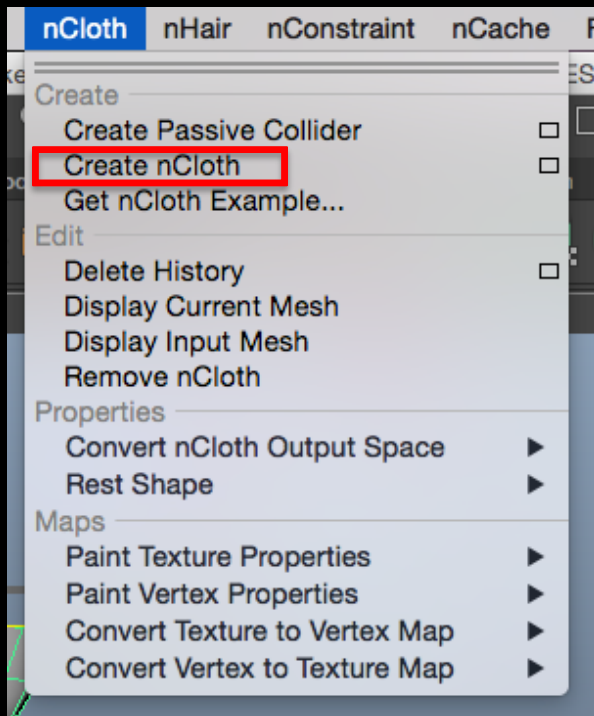 nCloth nHair nConstraint nCache
Create
Create Passive Collider
Create nCloth
Get nCloth Example...
Edit
Delete History
Display Current Mesh
Display Input Mesh
Remove nCloth
Properties
Convert nCloth Output Space
Rest Shape
Maps
Paint Texture Properties
Paint Vertex Properties
Convert Texture to Vertex Map
Convert Vertex to Texture Map